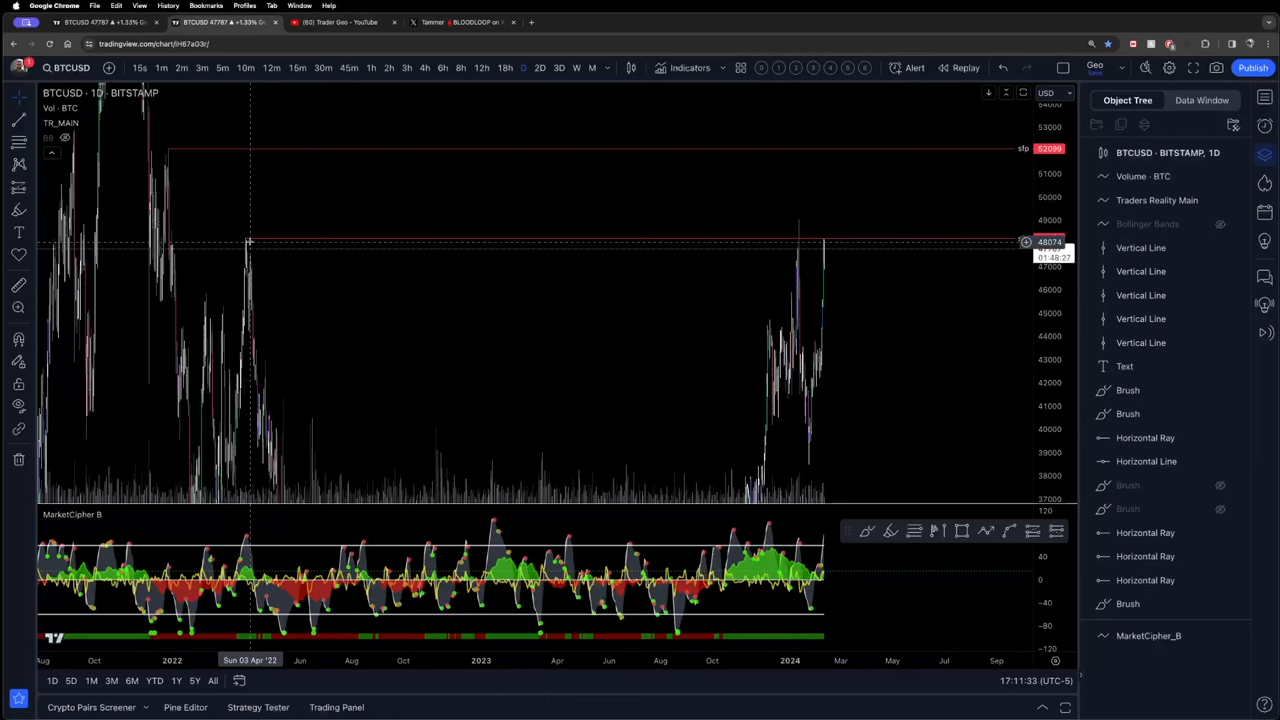 Google Chrome File Edit View History Bookmarks Profiles Tab Window Help
BTCUSD 47787 ▲ +1.33% Ge
BTCUSD 47787 ▲ +1.33% Ge
(60) Trader Geo - YouTube
Tammer BLOODLOOP on X
tradingview.com/chart/iH67aG3r/
BTCUSD 15s 1m 2m 3m 5m 10m 12m 15m 30m 45m 1h 2h 3h 4h 6h 8h 12h 18h D 2D 3D W M Indicators Alert Replay Geo Save Publish
BTCUSD · 1D · BITSTAMP
Vol · BTC
TR_MAIN
BB
USD
54000
53000
sfp 52099
51000
50000
49000
48074
01:48:27
47000
46000
45000
44000
43000
42000
41000
40000
39000
38000
37000
MarketCipher B
120
40
0
−40
−80
−120
Aug Oct 2022 Sun 03 Apr '22 Jun Aug Oct 2023 Apr Jun Aug Oct 2024 Mar May Jul Sep
1D 5D 1M 3M 6M YTD 1Y 5Y All
17:11:33 (UTC-5)
Crypto Pairs Screener Pine Editor Strategy Tester Trading Panel
Object Tree Data Window
BTCUSD · BITSTAMP, 1D
Volume · BTC
Traders Reality Main
Bollinger Bands
Vertical Line
Vertical Line
Vertical Line
Vertical Line
Vertical Line
Text
Brush
Brush
Horizontal Ray
Horizontal Line
Brush
Brush
Horizontal Ray
Horizontal Ray
Horizontal Ray
Brush
MarketCipher_B